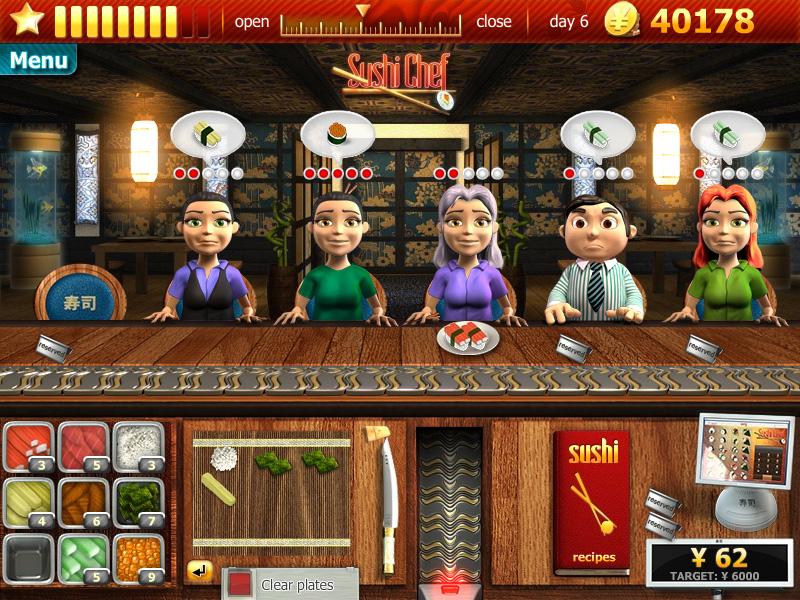 open
close
day 6
¥ 40178
Menu
Sushi Chef
寿司
reserved
reserved
reserved
3
5
3
4
6
7
5
9
Clear plates
sushi
recipes
寿司
reserved
reserved
¥ 62
TARGET: ¥ 6000